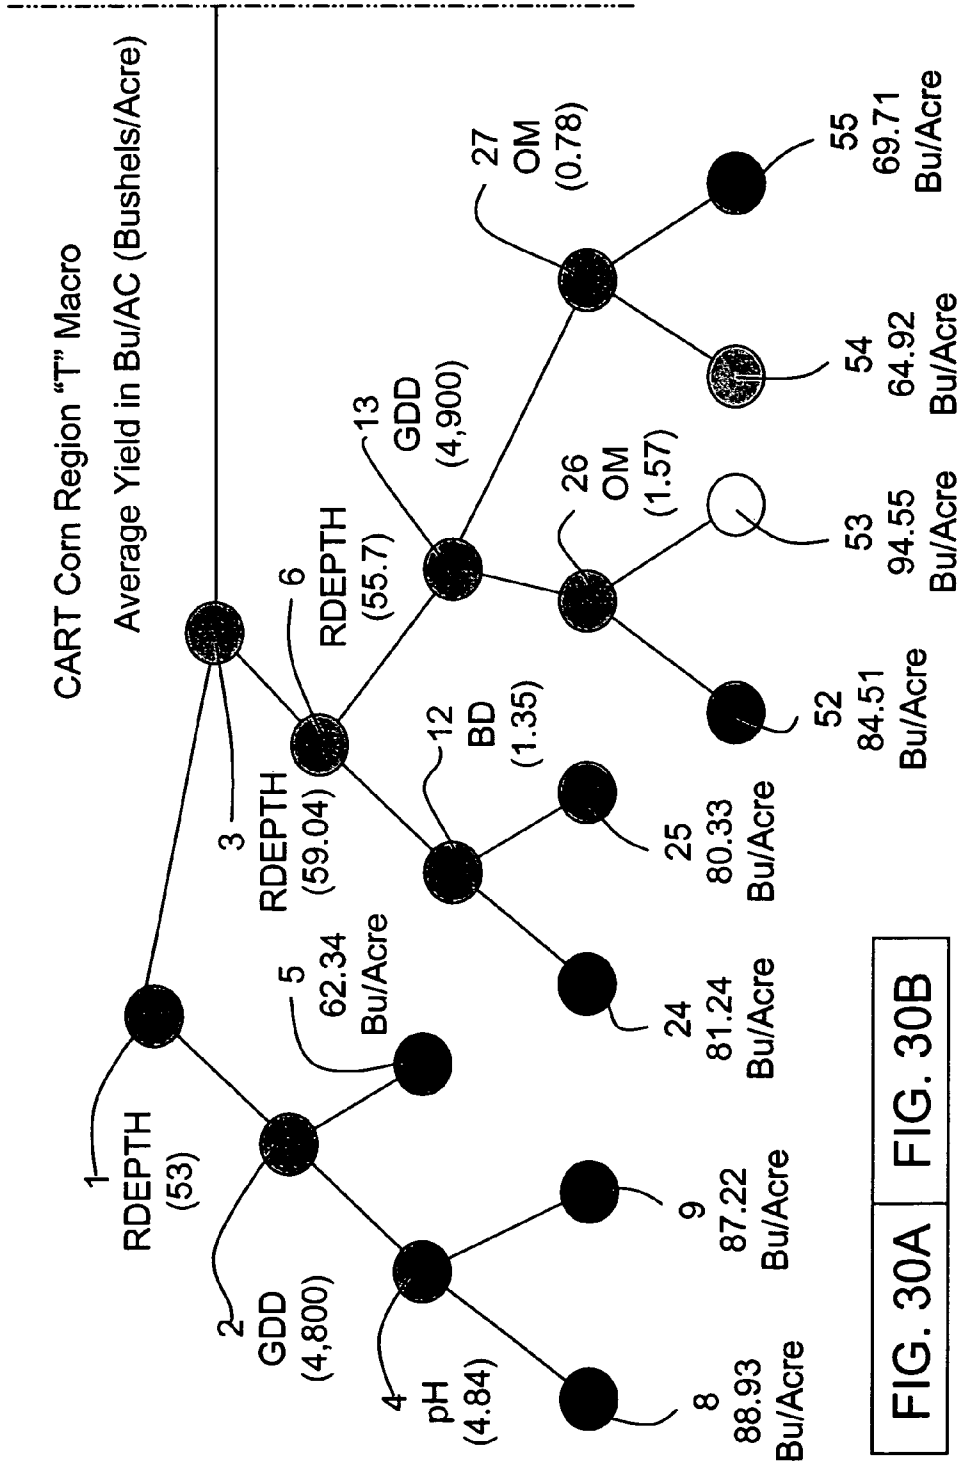 CART Corn Region "T" Macro
Average Yield in Bu/AC (Bushels/Acre)
1
RDEPTH
(53)
2
GDD
(4,800)
3
RDEPTH
(59.04)
4
pH
(4.84)
5
62.34
Bu/Acre
6
RDEPTH
(55.7)
12
BD
(1.35)
13
GDD
(4,900)
26
OM
(1.57)
27
OM
(0.78)
8
88.93
Bu/Acre
9
87.22
Bu/Acre
24
81.24
Bu/Acre
25
80.33
Bu/Acre
52
84.51
Bu/Acre
53
94.55
Bu/Acre
54
64.92
Bu/Acre
55
69.71
Bu/Acre
FIG. 30A
FIG. 30B